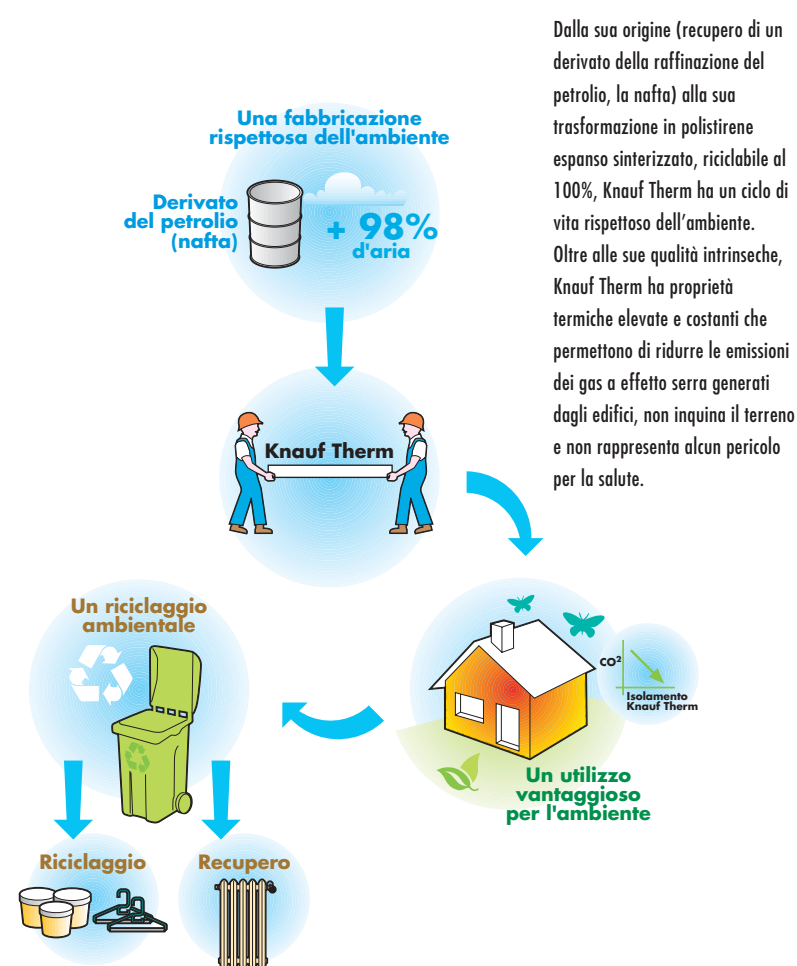 Dalla sua origine (recupero di un
derivato della raffinazione del
petrolio, la nafta) alla sua
trasformazione in polistirene
espanso sinterizzato, riciclabile al
100%, Knauf Therm ha un ciclo di
vita rispettoso dell'ambiente.
Oltre alle sue qualità intrinseche,
Knauf Therm ha proprietà
termiche elevate e costanti che
permettono di ridurre le emissioni
dei gas a effetto serra generati
dagli edifici, non inquina il terreno
e non rappresenta alcun pericolo
per la salute.
Una fabbricazione
rispettosa dell'ambiente
Derivato
del petrolio
(nafta)
+ 98%
d'aria
Knauf Therm
CO²
Isolamento
Knauf Therm
Un utilizzo
vantaggioso
per l'ambiente
Un riciclaggio
ambientale
Riciclaggio
Recupero